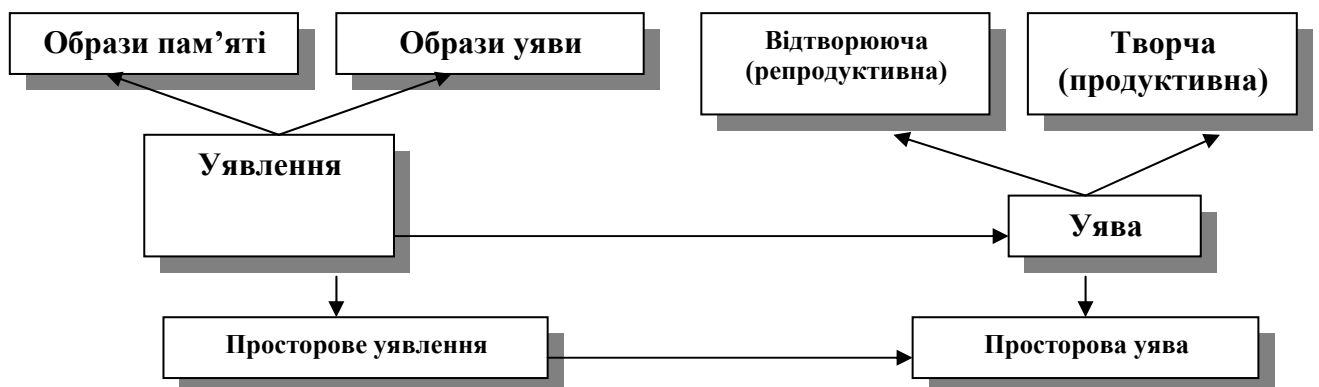 Образи пам’яті
Образи уяви
Відтворююча
(репродуктивна)
Творча
(продуктивна)
Уявлення
Уява
Просторове уявлення
Просторова уява